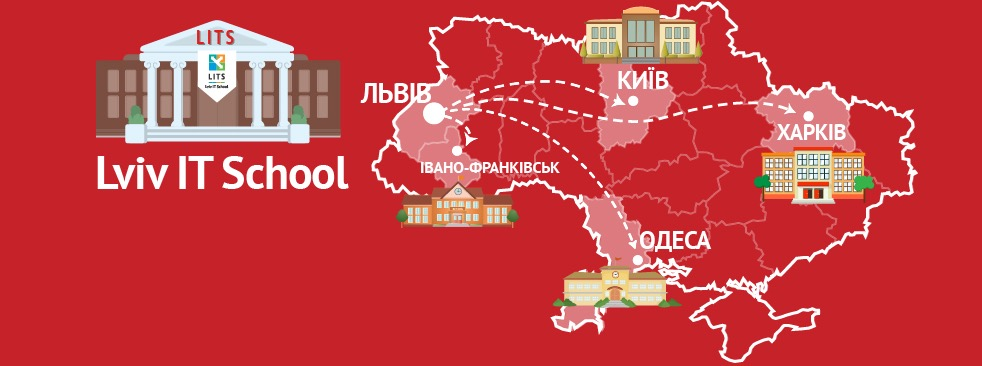 LITS
LITS
Lviv IT School
Lviv IT School
ЛЬВІВ
КИЇВ
ХАРКІВ
ІВАНО-ФРАНКІВСЬК
ОДЕСА